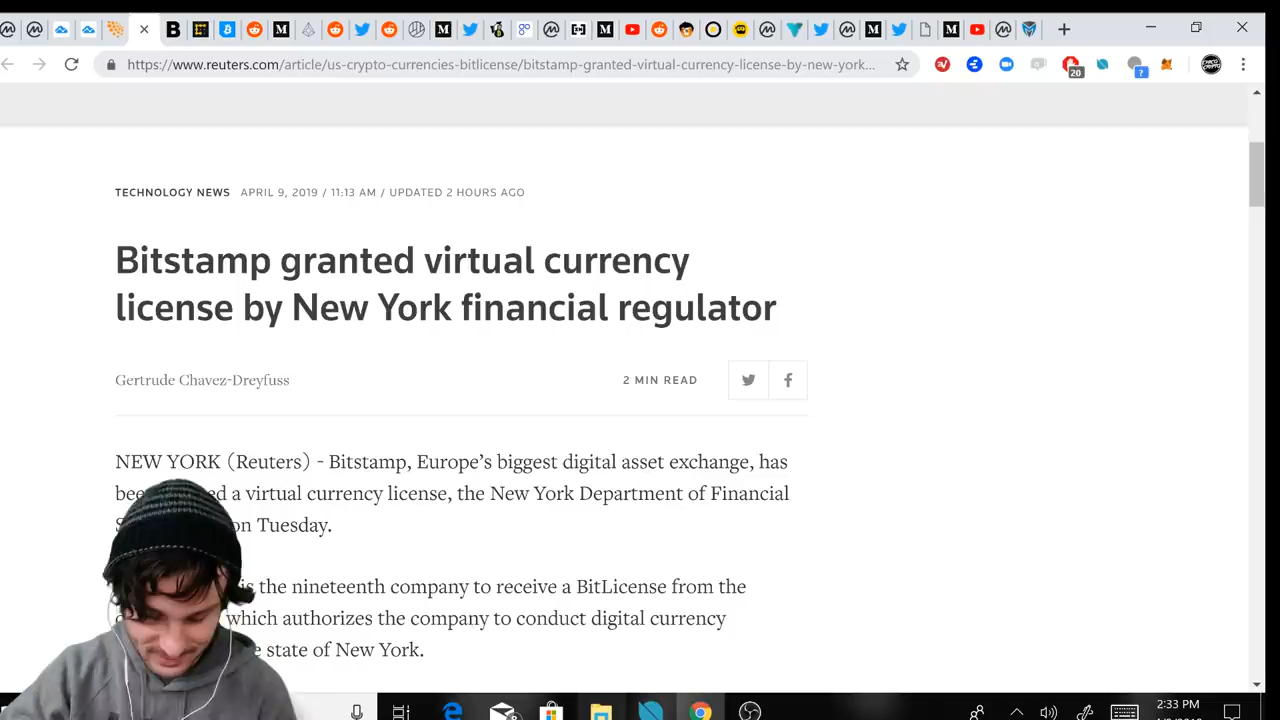 https://www.reuters.com/article/us-crypto-currencies-bitlicense/bitstamp-granted-virtual-currency-license-by-new-york...
20
?
TECHNOLOGY NEWS APRIL 9, 2019 / 11:13 AM / UPDATED 2 HOURS AGO
Bitstamp granted virtual currency
license by New York financial regulator
Gertrude Chavez-Dreyfuss
2 MIN READ
NEW YORK (Reuters) - Bitstamp, Europe's biggest digital asset exchange, has
a virtual currency license, the New York Department of Financial
on Tuesday.
is the nineteenth company to receive a BitLicense from the
which authorizes the company to conduct digital currency
state of New York.
2:33 PM